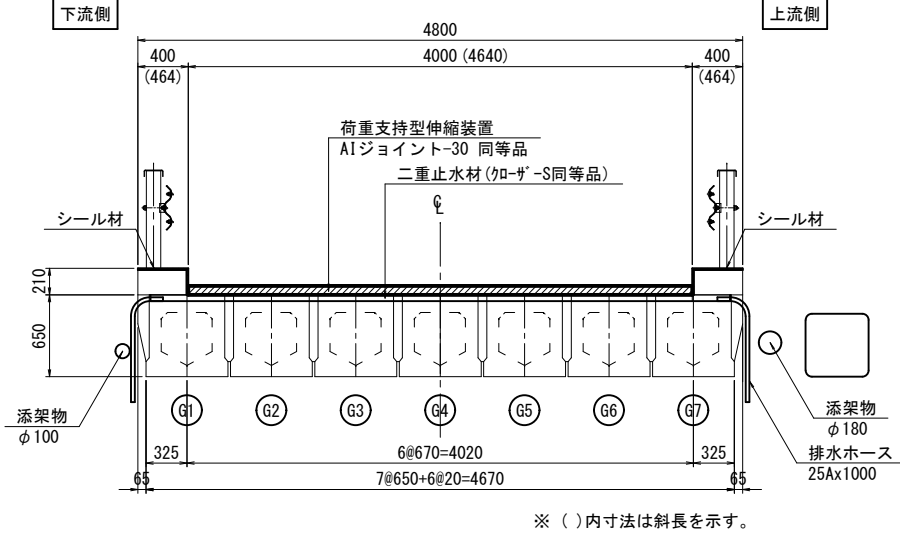 下流側
上流側
4800
400
4000 (4640)
400
(464)
(464)
荷重支持型伸縮装置
AIジョイント-30 同等品
二重止水材(ｸﾛｰｻﾞｰS同等品)
℄
シール材
シール材
210
650
添架物
φ100
G1
G2
G3
G4
G5
G6
G7
添架物
φ180
325
6@670=4020
325
排水ホース
25Ax1000
65
7@650+6@20=4670
65
※ ( )内寸法は斜長を示す。